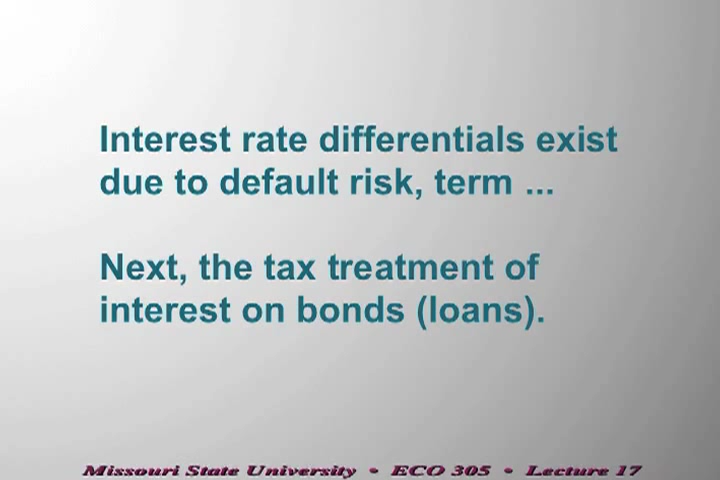 Interest rate differentials exist
due to default risk, term ...
Next, the tax treatment of
interest on bonds (loans).
Missouri State University • ECO 305 • Lecture 17